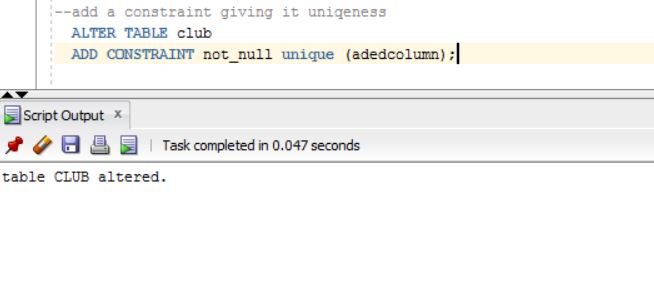 --add a constraint giving it uniqeness
ALTER TABLE club
ADD CONSTRAINT not_null unique (adedcolumn);
Script Output x
Task completed in 0.047 seconds
table CLUB altered.